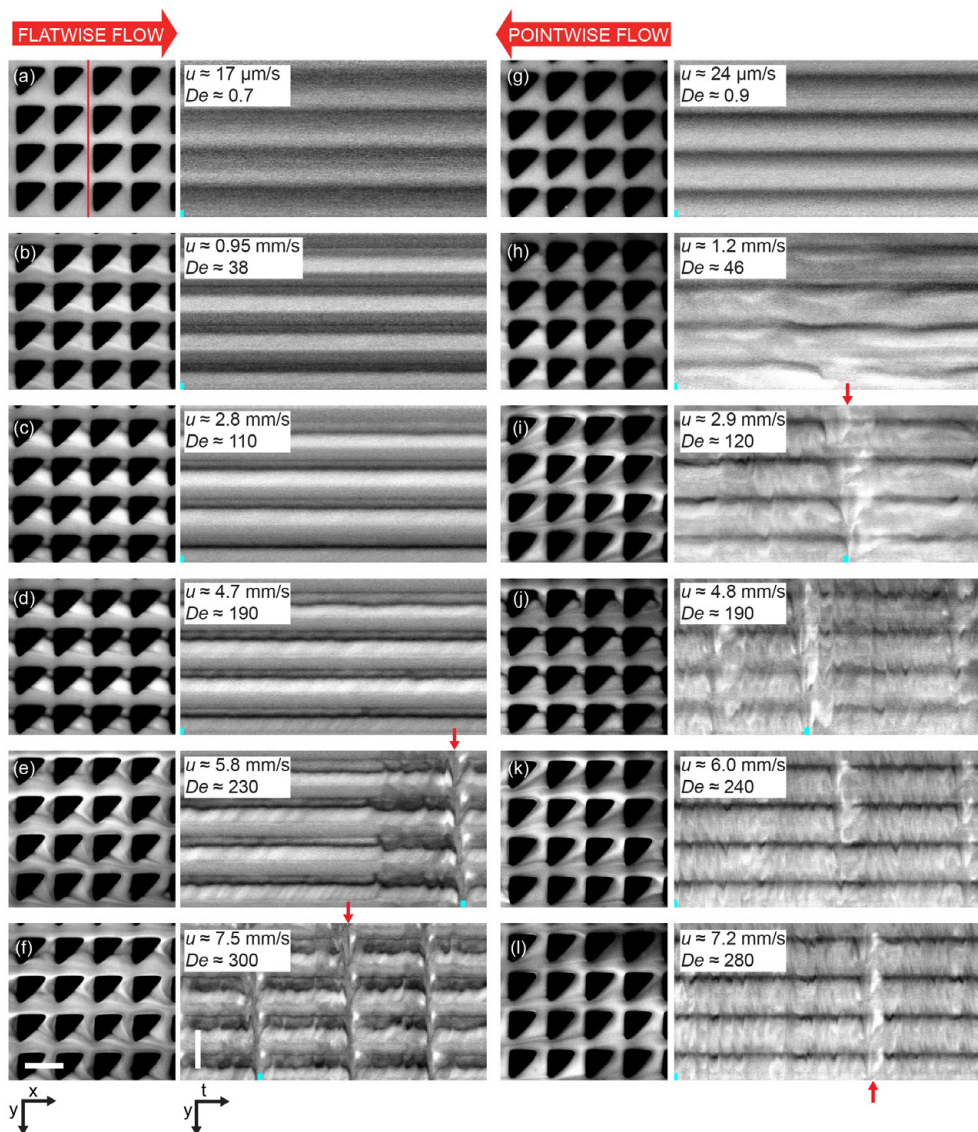 FLATWISE FLOW
POINTWISE FLOW
(a)
u ≈ 17 µm/s
De ≈ 0.7
(g)
u ≈ 24 µm/s
De ≈ 0.9
(b)
u ≈ 0.95 mm/s
De ≈ 38
(h)
u ≈ 1.2 mm/s
De ≈ 46
(c)
u ≈ 2.8 mm/s
De ≈ 110
(i)
u ≈ 2.9 mm/s
De ≈ 120
(d)
u ≈ 4.7 mm/s
De ≈ 190
(j)
u ≈ 4.8 mm/s
De ≈ 190
(e)
u ≈ 5.8 mm/s
De ≈ 230
(k)
u ≈ 6.0 mm/s
De ≈ 240
(f)
u ≈ 7.5 mm/s
De ≈ 300
(l)
u ≈ 7.2 mm/s
De ≈ 280
x
y
t
y